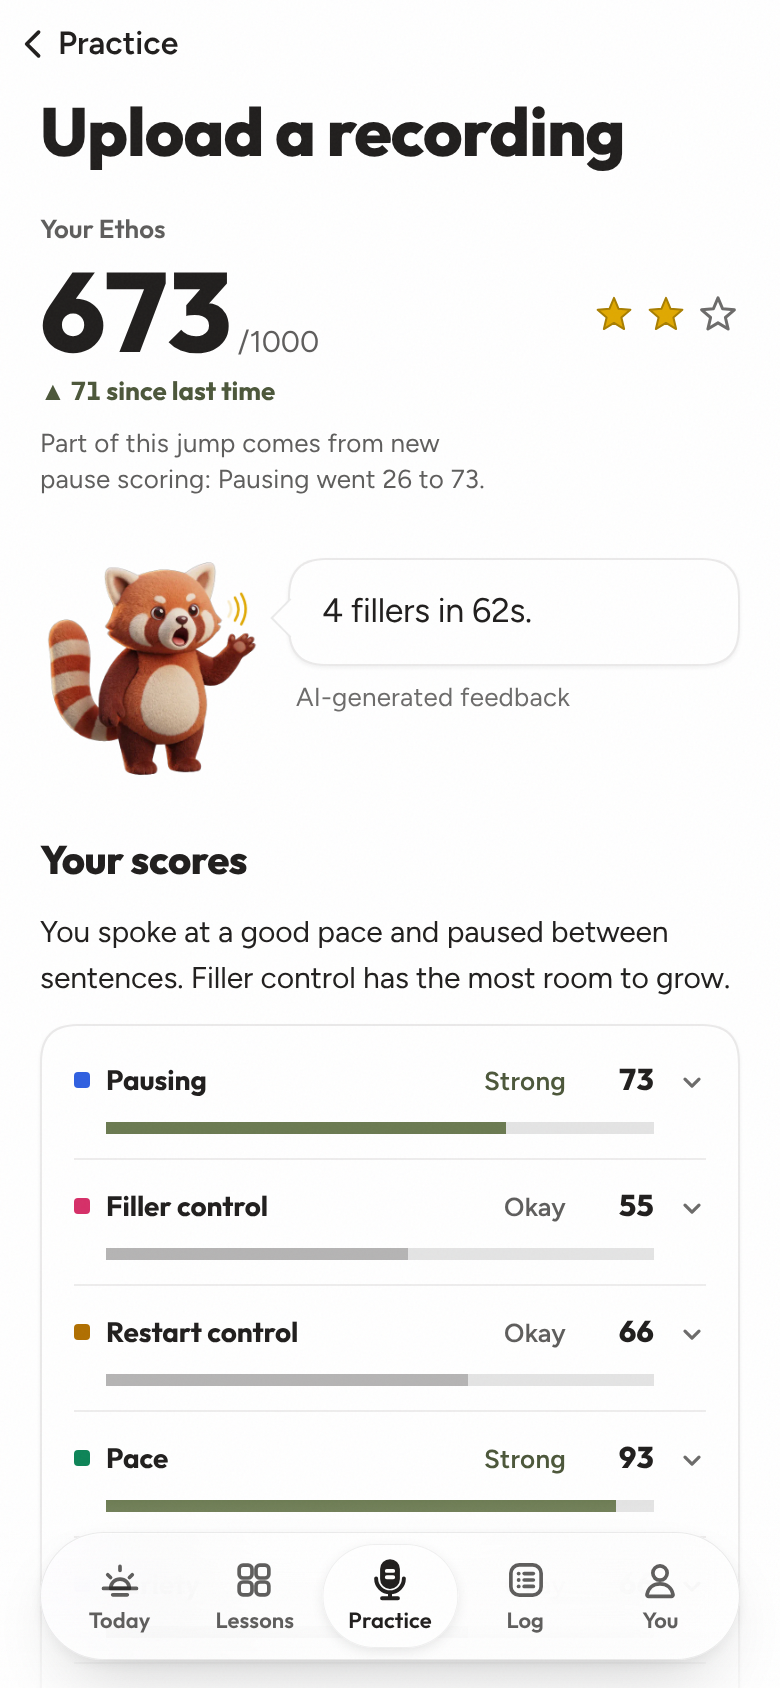 Practice
Upload a recording
Your Ethos
673 /1000
▲ 71 since last time
Part of this jump comes from new
pause scoring: Pausing went 26 to 73.
4 fillers in 62s.
AI-generated feedback
Your scores
You spoke at a good pace and paused between
sentences. Filler control has the most room to grow.
Pausing Strong 73
Filler control Okay 55
Restart control Okay 66
Pace Strong 93
Today Lessons Practice Log You